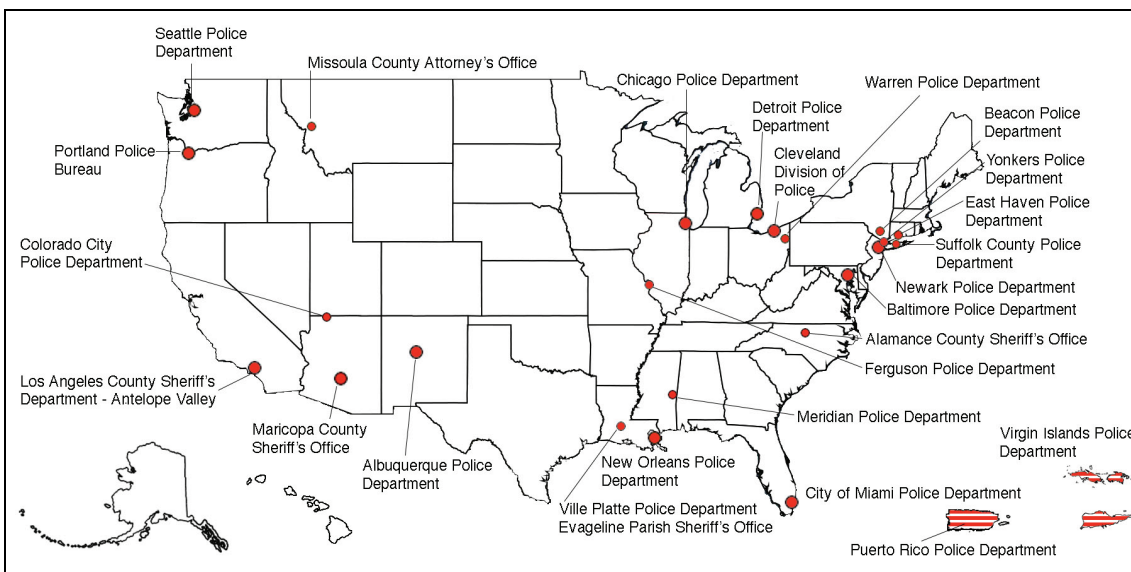 Seattle Police
Department
Missoula County Attorney's Office
Chicago Police Department
Warren Police Department
Detroit Police
Department
Beacon Police
Department
Portland Police
Bureau
Cleveland
Division of
Police
Yonkers Police
Department
East Haven Police
Department
Colorado City
Police Department
Suffolk County Police
Department
Newark Police Department
Baltimore Police Department
Alamance County Sheriff's Office
Ferguson Police Department
Los Angeles County Sheriff's
Department - Antelope Valley
Meridian Police Department
Maricopa County
Sheriff's Office
Virgin Islands Police
Department
Albuquerque Police
Department
New Orleans Police
Department
City of Miami Police Department
Ville Platte Police Department
Evageline Parish Sheriff's Office
Puerto Rico Police Department